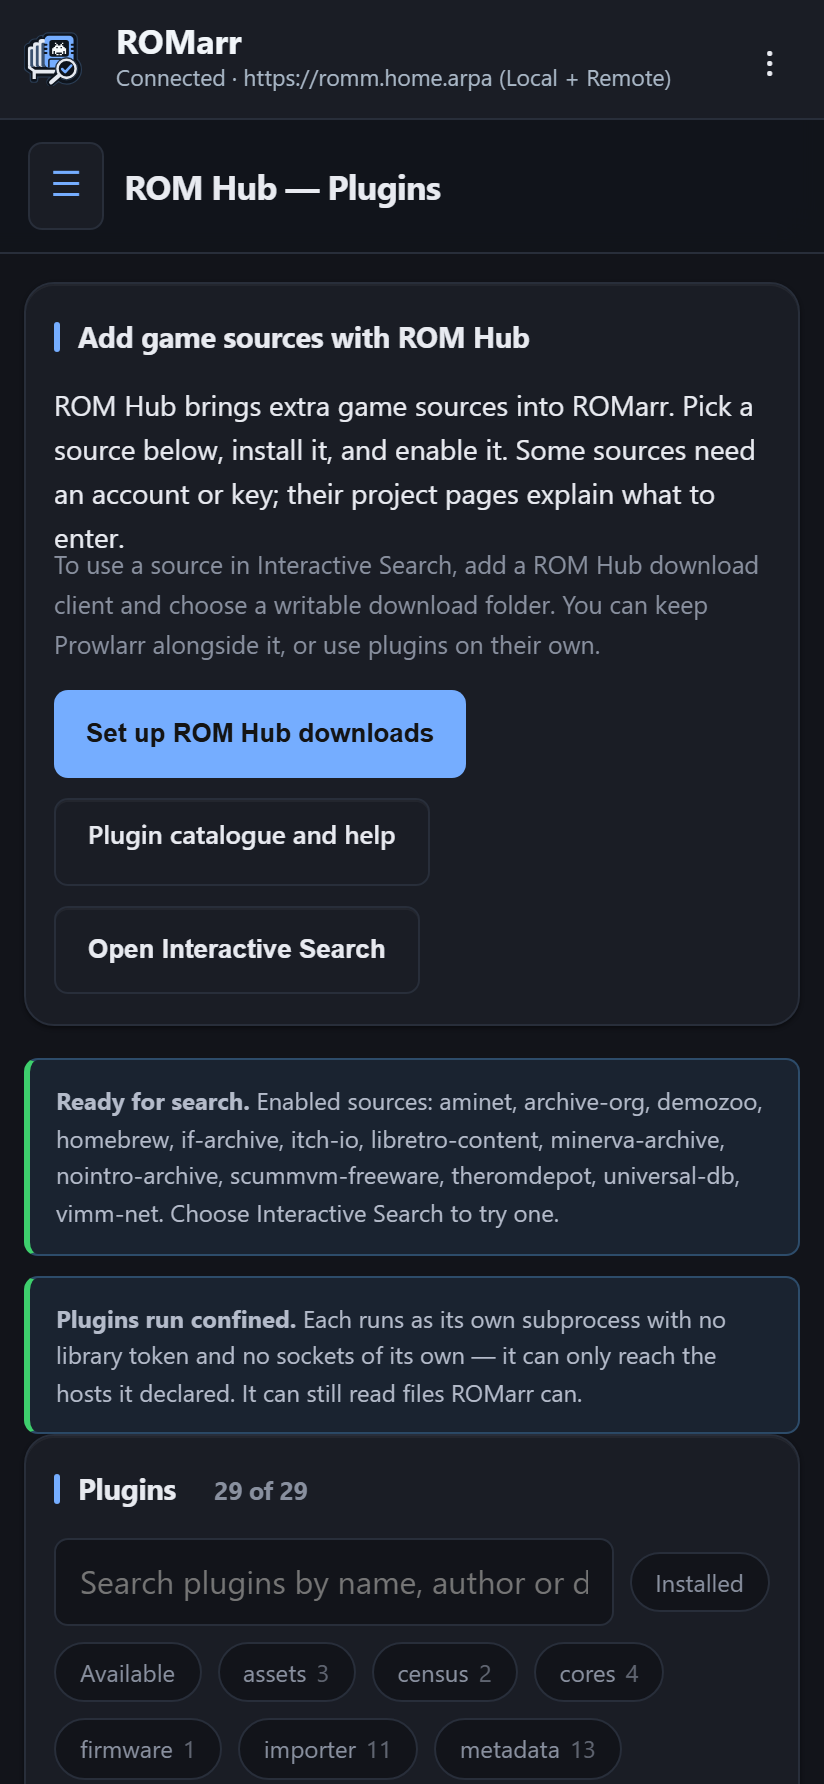 ROMarr
Connected · https://romm.home.arpa (Local + Remote)
☰
ROM Hub — Plugins
Add game sources with ROM Hub
ROM Hub brings extra game sources into ROMarr. Pick a
source below, install it, and enable it. Some sources need
an account or key; their project pages explain what to
enter.
To use a source in Interactive Search, add a ROM Hub download
client and choose a writable download folder. You can keep
Prowlarr alongside it, or use plugins on their own.
Set up ROM Hub downloads
Plugin catalogue and help
Open Interactive Search
Ready for search. Enabled sources: aminet, archive-org, demozoo,
homebrew, if-archive, itch-io, libretro-content, minerva-archive,
nointro-archive, scummvm-freeware, theromdepot, universal-db,
vimm-net. Choose Interactive Search to try one.
Plugins run confined. Each runs as its own subprocess with no
library token and no sockets of its own — it can only reach the
hosts it declared. It can still read files ROMarr can.
Plugins 29 of 29
Search plugins by name, author or d
Installed
Available assets 3 census 2 cores 4
firmware 1 importer 11 metadata 13